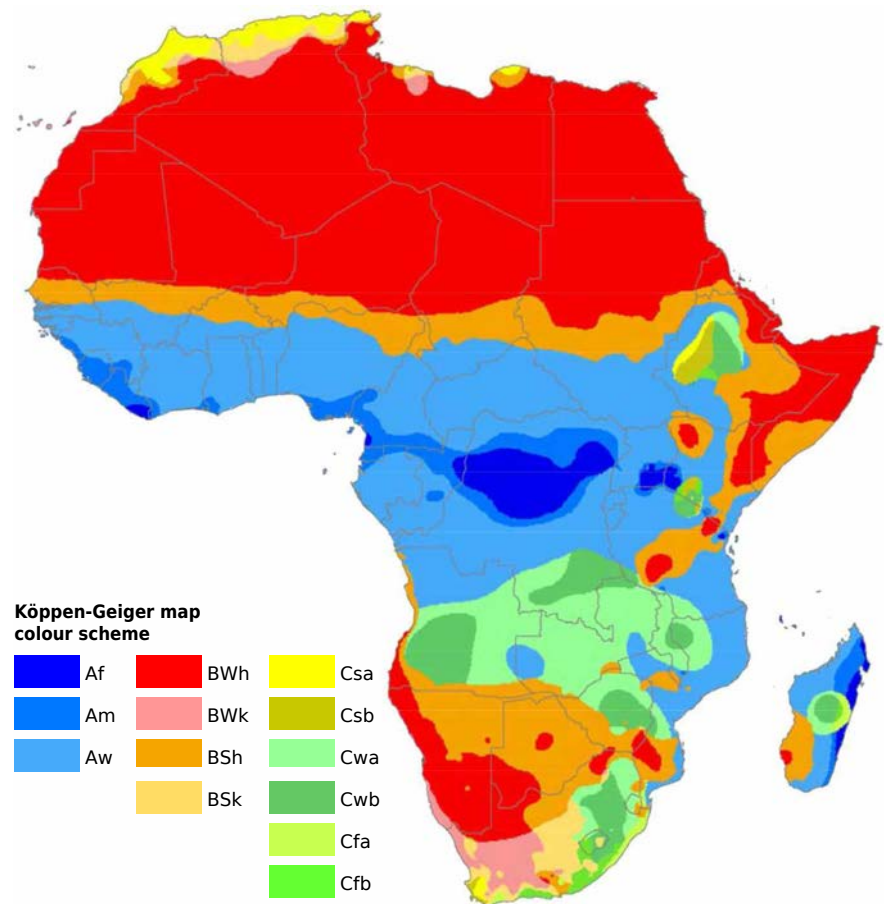 Köppen-Geiger map
colour scheme
Af BWh Csa
Am BWk Csb
Aw BSh Cwa
BSk Cwb
Cfa
Cfb